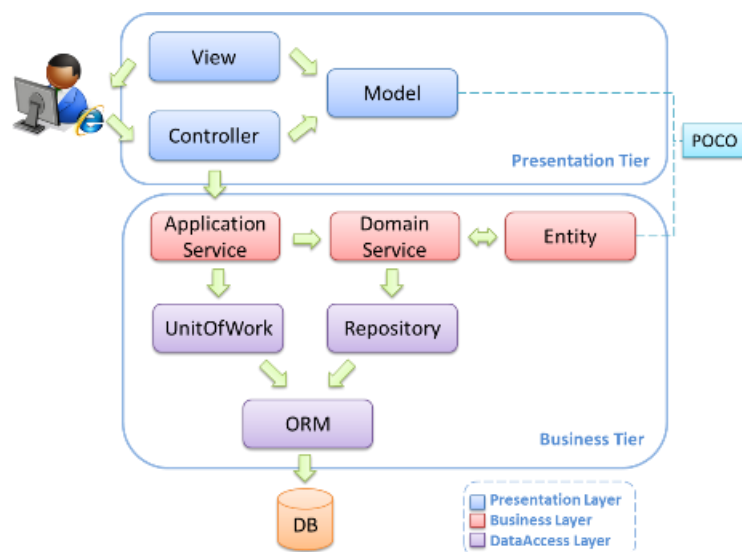 View
Model
Controller
POCO
Presentation Tier
Application
Service
Domain
Service
Entity
UnitOfWork
Repository
ORM
Business Tier
DB
Presentation Layer
Business Layer
DataAccess Layer